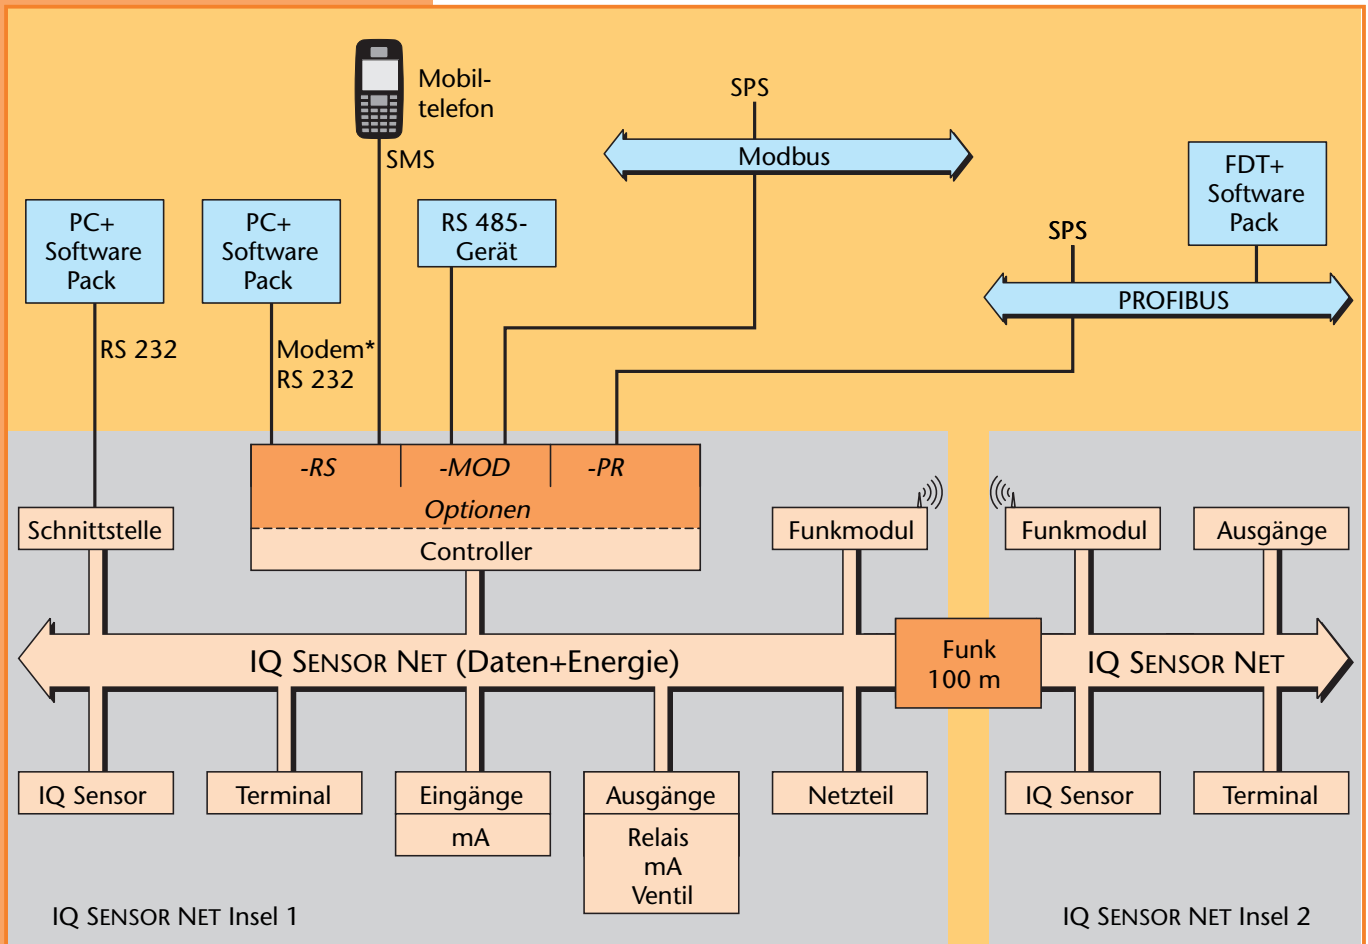 Mobil-
telefon
SMS
SPS
Modbus
FDT+
Software
Pack
PC+
Software
Pack
PC+
Software
Pack
RS 485-
Gerät
SPS
PROFIBUS
RS 232
Modem*
RS 232
-RS
-MOD
-PR
Optionen
Controller
Schnittstelle
Funkmodul
Funkmodul
Ausgänge
IQ SENSOR NET (Daten+Energie)
Funk
100 m
IQ SENSOR NET
IQ Sensor
Terminal
Eingänge
mA
Ausgänge
Relais
mA
Ventil
Netzteil
IQ Sensor
Terminal
IQ SENSOR NET Insel 1
IQ SENSOR NET Insel 2